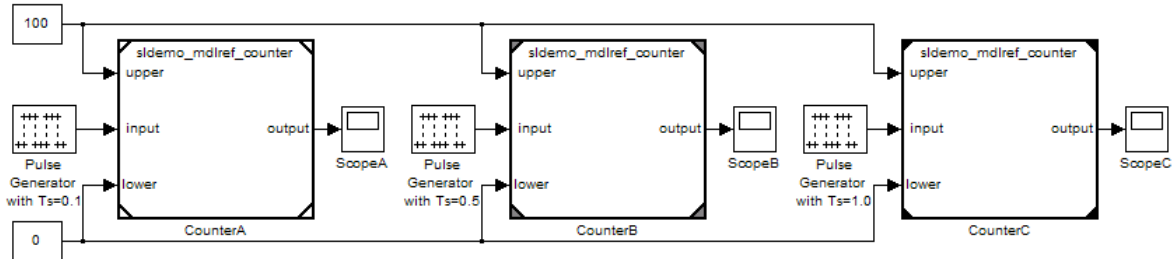 100
sldemo_mdlref_counter
upper
input
output
lower
CounterA
Pulse
Generator
with Ts=0.1
ScopeA
sldemo_mdlref_counter
upper
input
output
lower
CounterB
Pulse
Generator
with Ts=0.5
ScopeB
sldemo_mdlref_counter
upper
input
output
lower
CounterC
Pulse
Generator
with Ts=1.0
ScopeC
0